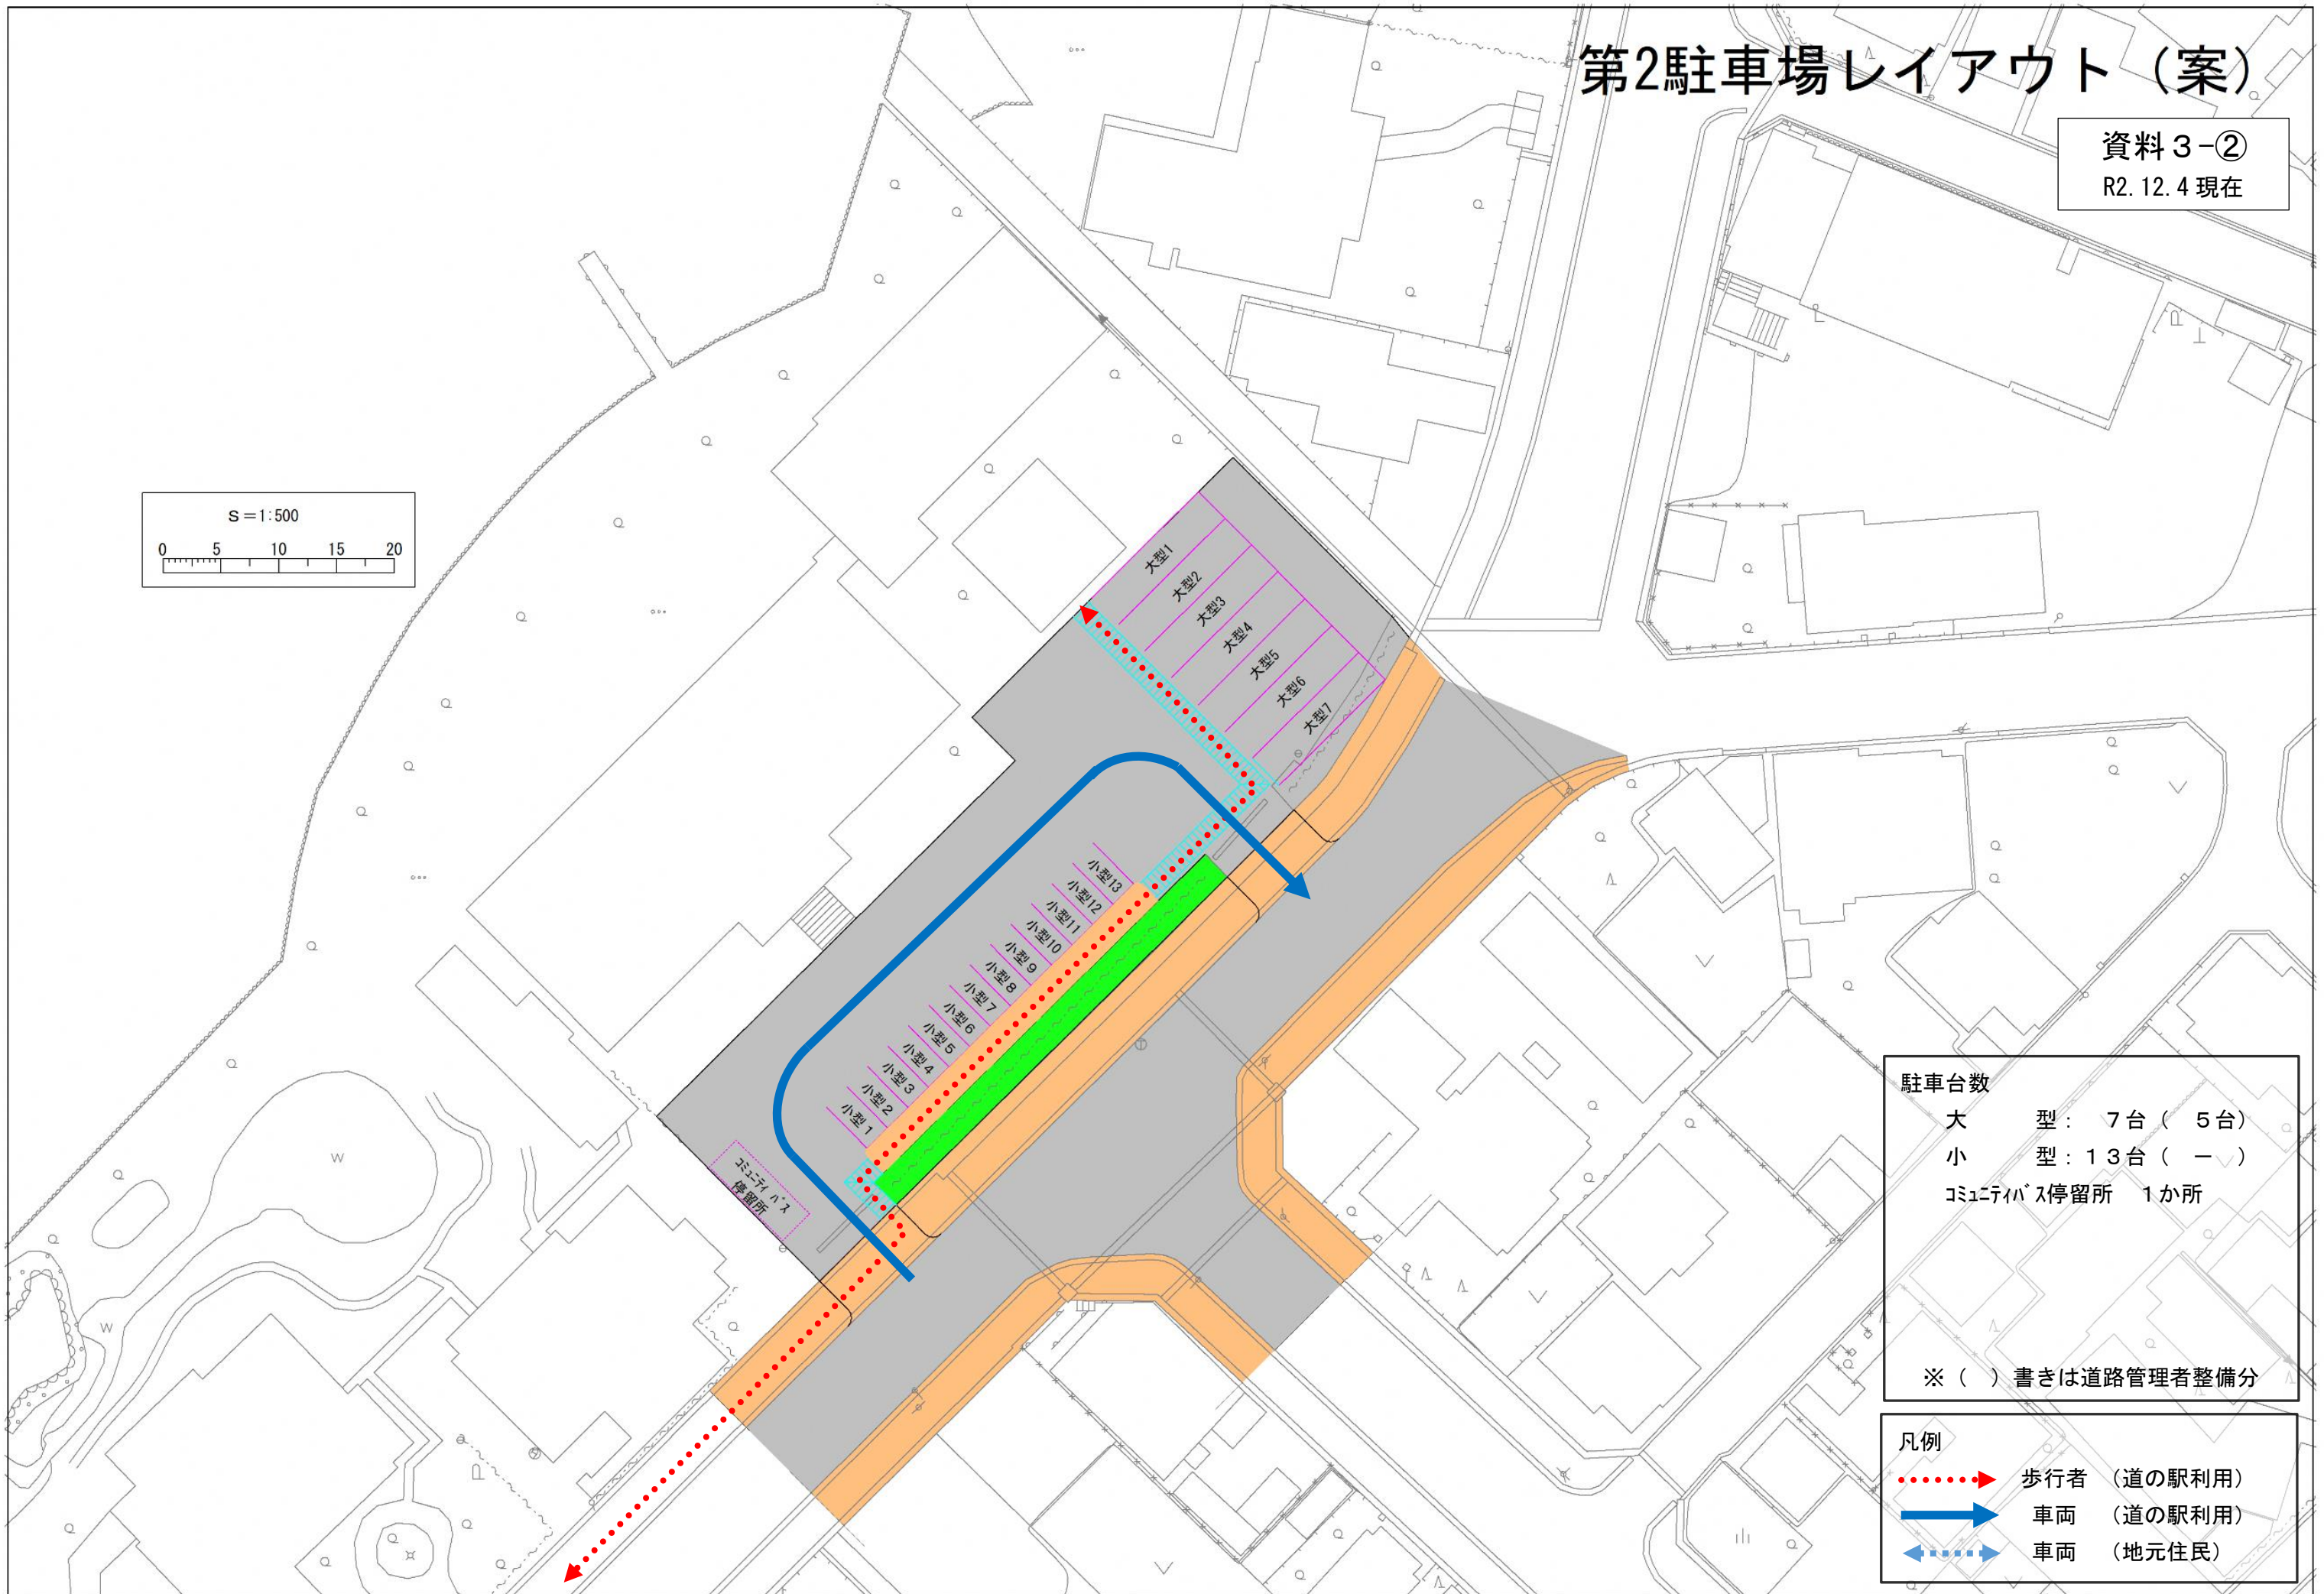 第2駐車場レイアウト（案）
資料３-②
R2.12.4 現在
S＝1:500
0 5 10 15 20
大型1
大型2
大型3
大型4
大型5
大型6
大型7
小型13
小型12
小型11
小型10
小型9
小型8
小型7
小型6
小型5
小型4
小型3
小型2
小型1
ｺﾐｭﾆﾃｨ ﾊﾞｽ
停留所
駐車台数
大　　型：　７台（　５台）
小　　型：１３台（　－　）
ｺﾐｭﾆﾃｨﾊﾞｽ停留所　１か所
※（　）書きは道路管理者整備分
凡例
歩行者　（道の駅利用）
車両　（道の駅利用）
車両　（地元住民）